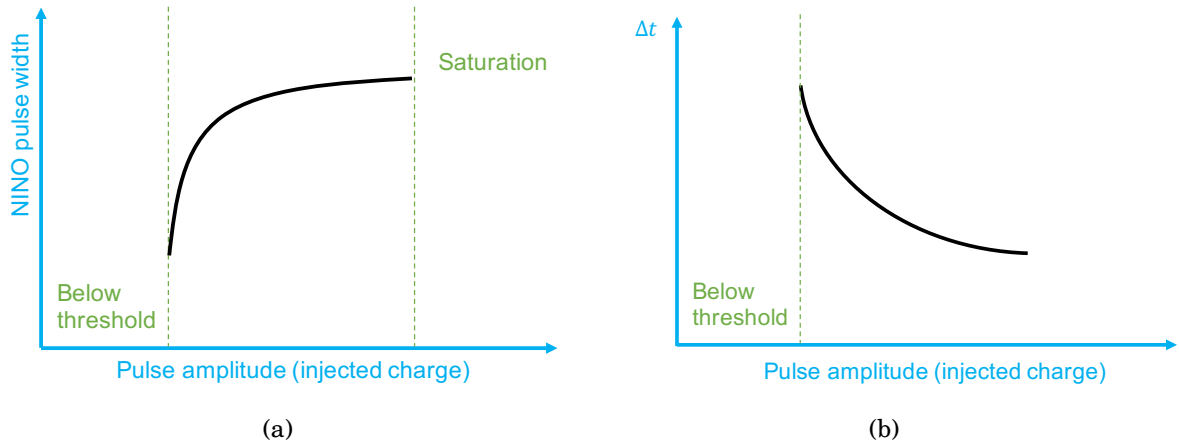 NINO pulse width
Saturation
Below
threshold
Pulse amplitude (injected charge)
(a)
Δt
Below
threshold
Pulse amplitude (injected charge)
(b)